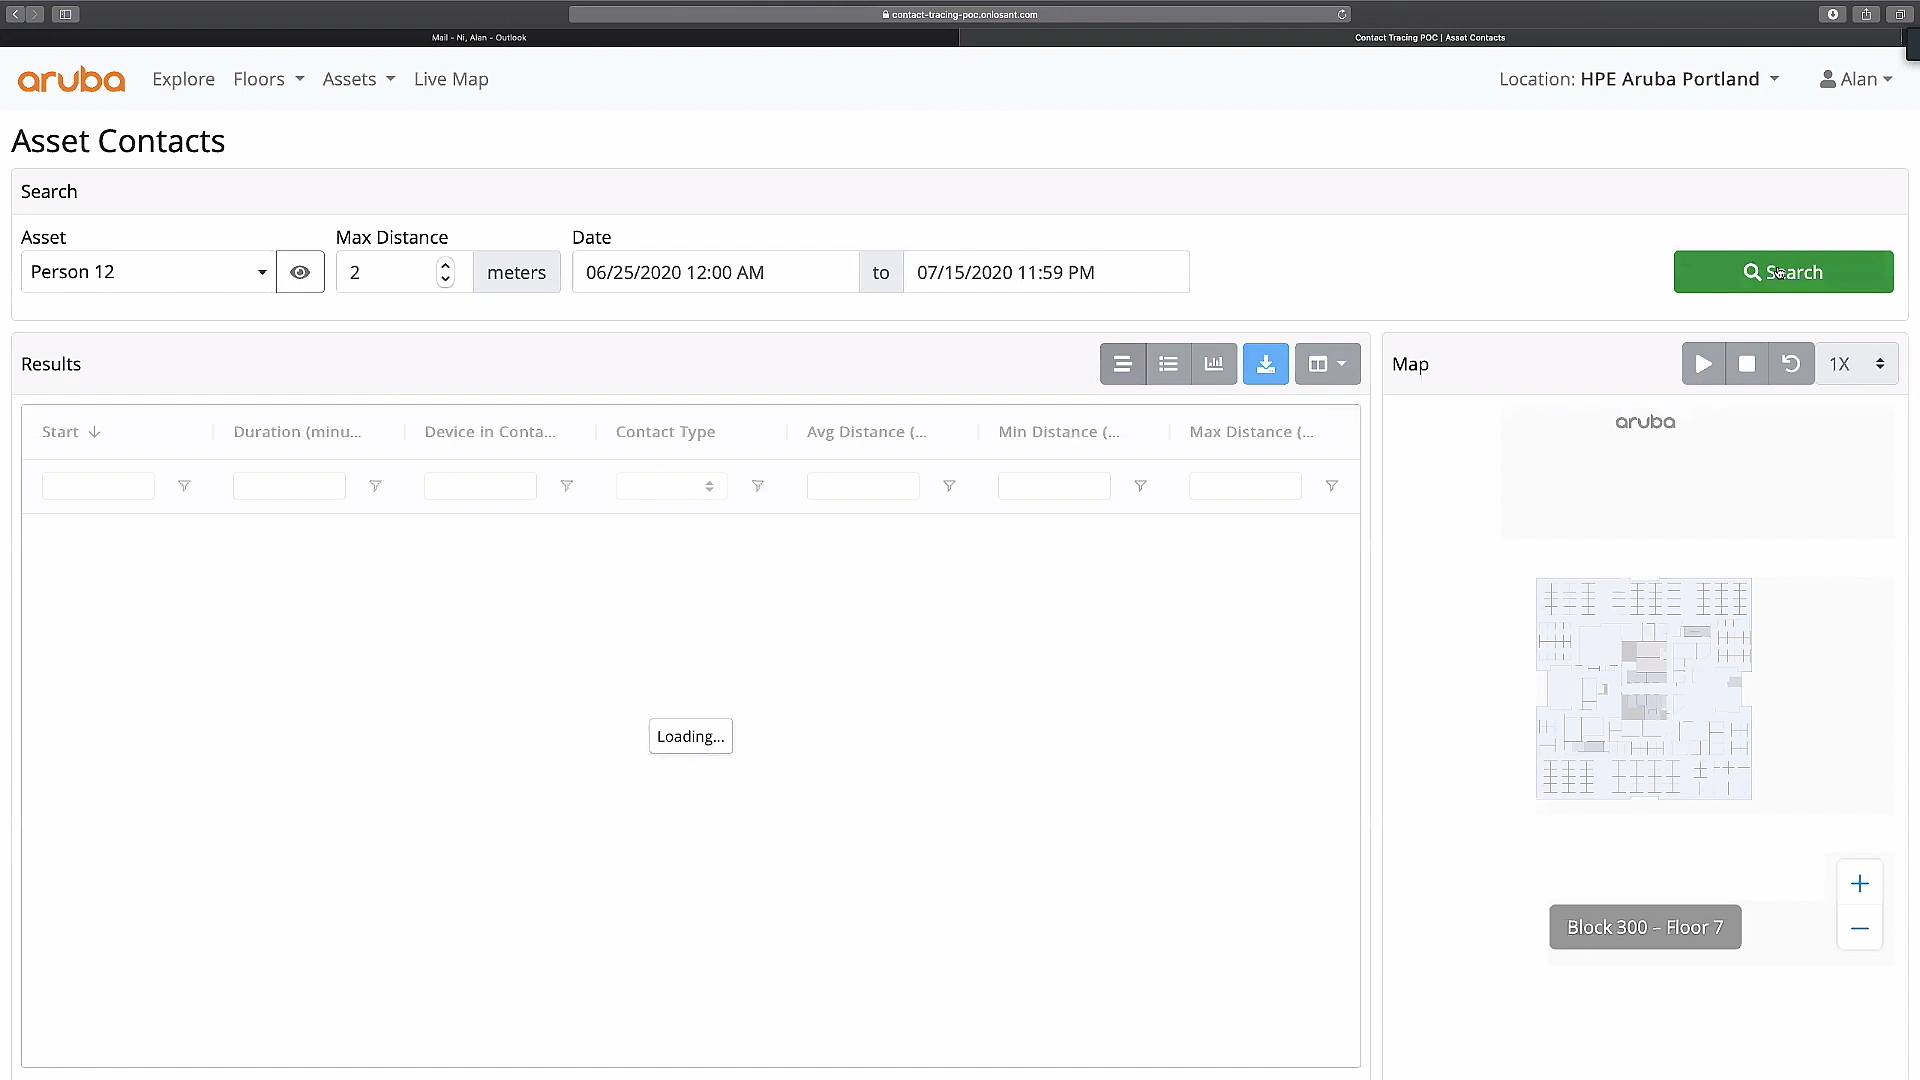 contact-tracing-poc.onlosant.com
Mail - Ni, Alan - Outlook
Contact Tracing POC | Asset Contacts
aruba
Explore
Floors
Assets
Live Map
Location: HPE Aruba Portland
Alan
Asset Contacts
Search
Asset
Max Distance
Date
Person 12
2
meters
06/25/2020 12:00 AM
to
07/15/2020 11:59 PM
Search
Results
Map
1X
Start
Duration (minu...
Device in Conta...
Contact Type
Avg Distance (...
Min Distance (...
Max Distance (...
aruba
Loading...
Block 300 – Floor 7